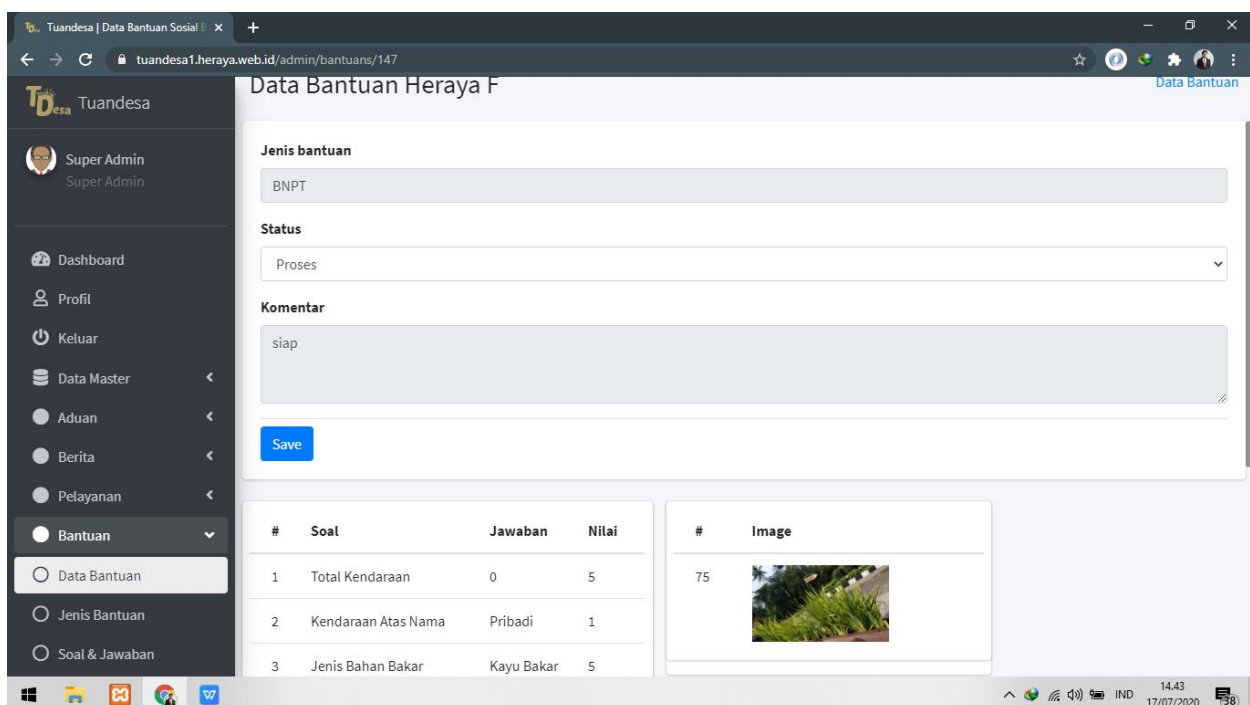 Tuandesa | Data Bantuan Sosial
tuandesa1.heraya.web.id/admin/bantuans/147
TDesa Tuandesa
Super Admin
Super Admin
Dashboard
Profil
Keluar
Data Master
Aduan
Berita
Pelayanan
Bantuan
Data Bantuan
Jenis Bantuan
Soal & Jawaban
Data Bantuan Heraya F
Data Bantuan
Jenis bantuan
BNPT
Status
Proses
Komentar
siap
Save
# Soal Jawaban Nilai
1 Total Kendaraan 0 5
2 Kendaraan Atas Nama Pribadi 1
3 Jenis Bahan Bakar Kayu Bakar 5
# Image
75
IND
14.43
17/07/2020
38